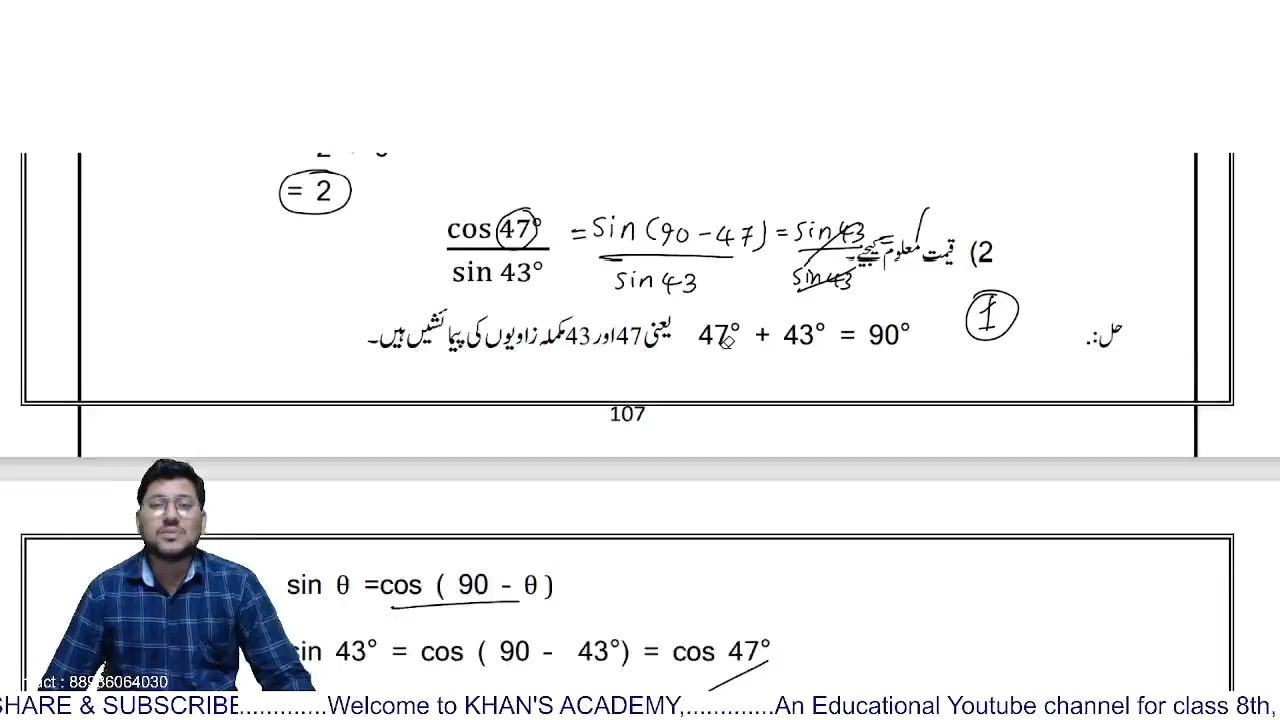 = 2
cos 47° / sin 43° = sin (90 - 47) / sin 43 = sin 43 / sin 43
2) قیمت معلوم کیجیے۔
1
حل:. 47° + 43° = 90° یعنی 47 اور 43 مکملہ زاویوں کی پیمائشیں ہیں۔
107
sin θ =cos ( 90 - θ )
sin 43° = cos ( 90 - 43°) = cos 47°
SHARE & SUBSCRIBE.............Welcome to KHAN'S ACADEMY,.............An Educational Youtube channel for class 8th,